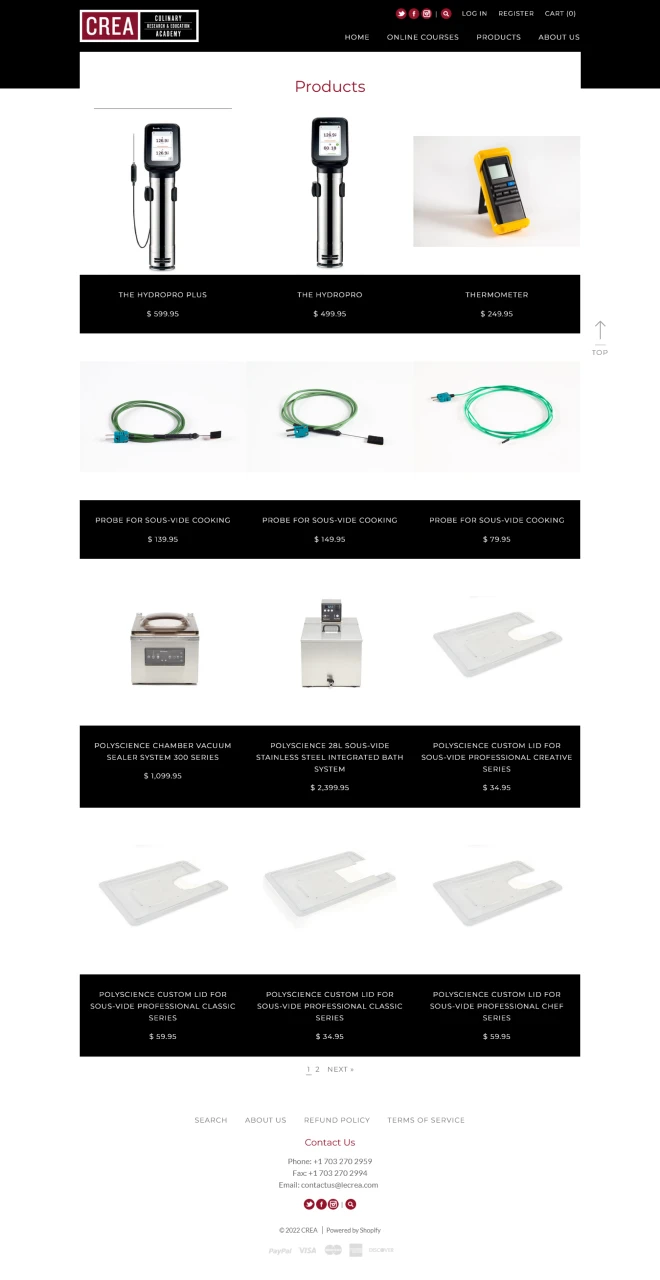 CREA
CULINARY
RESEARCH & EDUCATION
ACADEMY
LOG IN REGISTER CART (0)
HOME ONLINE COURSES PRODUCTS ABOUT US
Products
THE HYDROPRO PLUS
$ 599.95
THE HYDROPRO
$ 499.95
THERMOMETER
$ 249.95
TOP
PROBE FOR SOUS-VIDE COOKING
$ 139.95
PROBE FOR SOUS-VIDE COOKING
$ 149.95
PROBE FOR SOUS-VIDE COOKING
$ 79.95
POLYSCIENCE CHAMBER VACUUM
SEALER SYSTEM 300 SERIES
$ 1,099.95
POLYSCIENCE 28L SOUS-VIDE
STAINLESS STEEL INTEGRATED BATH
SYSTEM
$ 2,399.95
POLYSCIENCE CUSTOM LID FOR
SOUS-VIDE PROFESSIONAL CREATIVE
SERIES
$ 34.95
POLYSCIENCE CUSTOM LID FOR
SOUS-VIDE PROFESSIONAL CLASSIC
SERIES
$ 59.95
POLYSCIENCE CUSTOM LID FOR
SOUS-VIDE PROFESSIONAL CLASSIC
SERIES
$ 34.95
POLYSCIENCE CUSTOM LID FOR
SOUS-VIDE PROFESSIONAL CHEF
SERIES
$ 59.95
1 2 NEXT »
SEARCH ABOUT US REFUND POLICY TERMS OF SERVICE
Contact Us
Phone: +1 703 270 2959
Fax: +1 703 270 2994
Email: contactus@lecrea.com
© 2022 CREA | Powered by Shopify
PayPal VISA DISCOVER